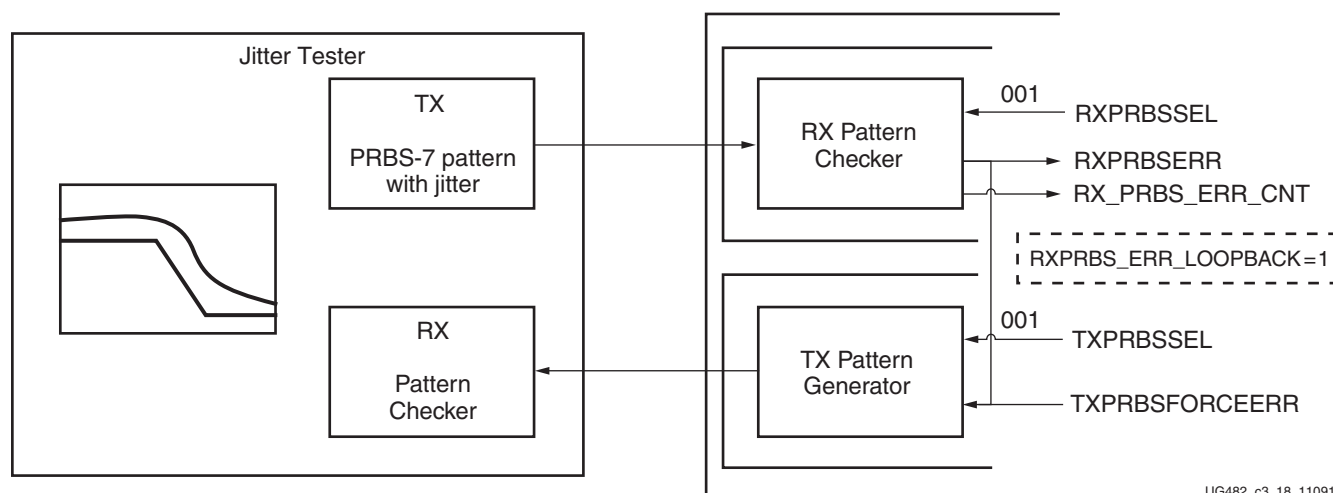 Jitter Tester
TX
PRBS-7 pattern
with jitter
RX
Pattern
Checker
RX Pattern
Checker
001
RXPRBSSEL
RXPRBSERR
RX_PRBS_ERR_CNT
RXPRBS_ERR_LOOPBACK=1
TX Pattern
Generator
001
TXPRBSSEL
TXPRBSFORCEERR
UG482_c3_18_11091